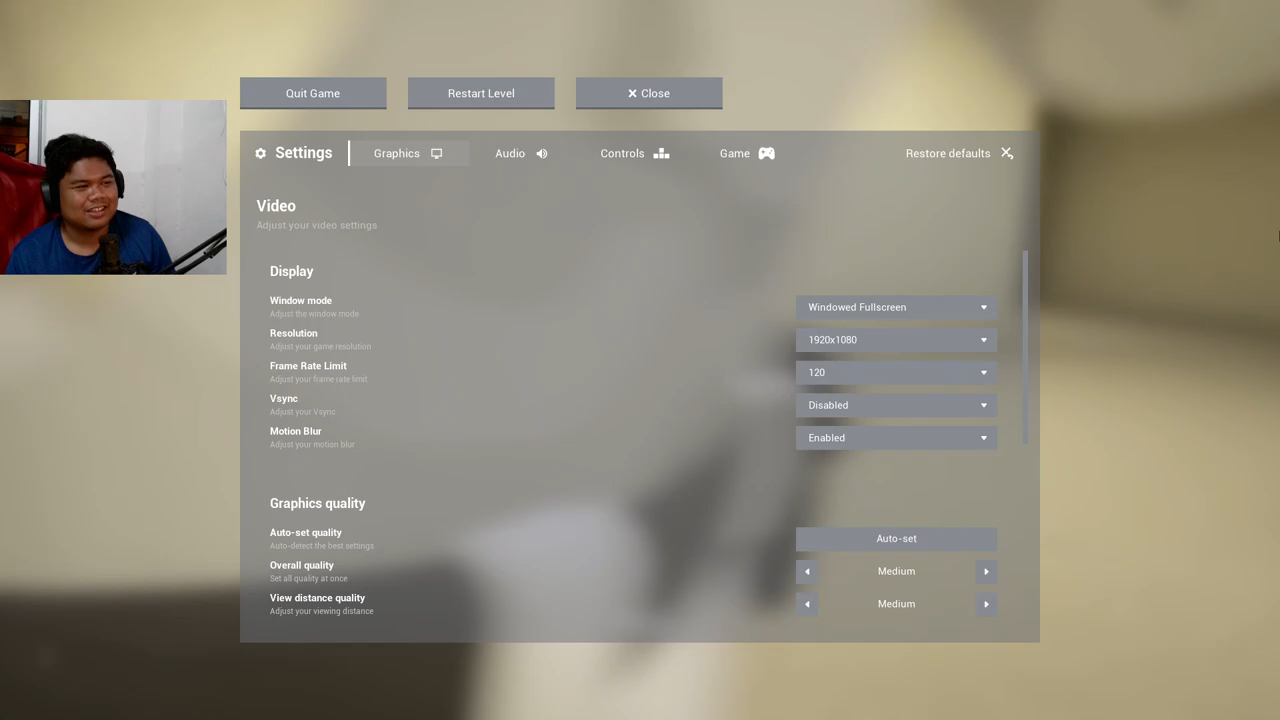 Quit Game
Restart Level
Close
Settings
Graphics
Audio
Controls
Game
Restore defaults
Video
Adjust your video settings
Display
Window mode
Windowed Fullscreen
Adjust the window mode
Resolution
1920x1080
Adjust your game resolution
Frame Rate Limit
120
Adjust your frame rate limit
Vsync
Disabled
Adjust your Vsync
Motion Blur
Enabled
Adjust your motion blur
Graphics quality
Auto-set quality
Auto-set
Auto-detect the best settings
Overall quality
Medium
Set all quality at once
View distance quality
Medium
Adjust your viewing distance